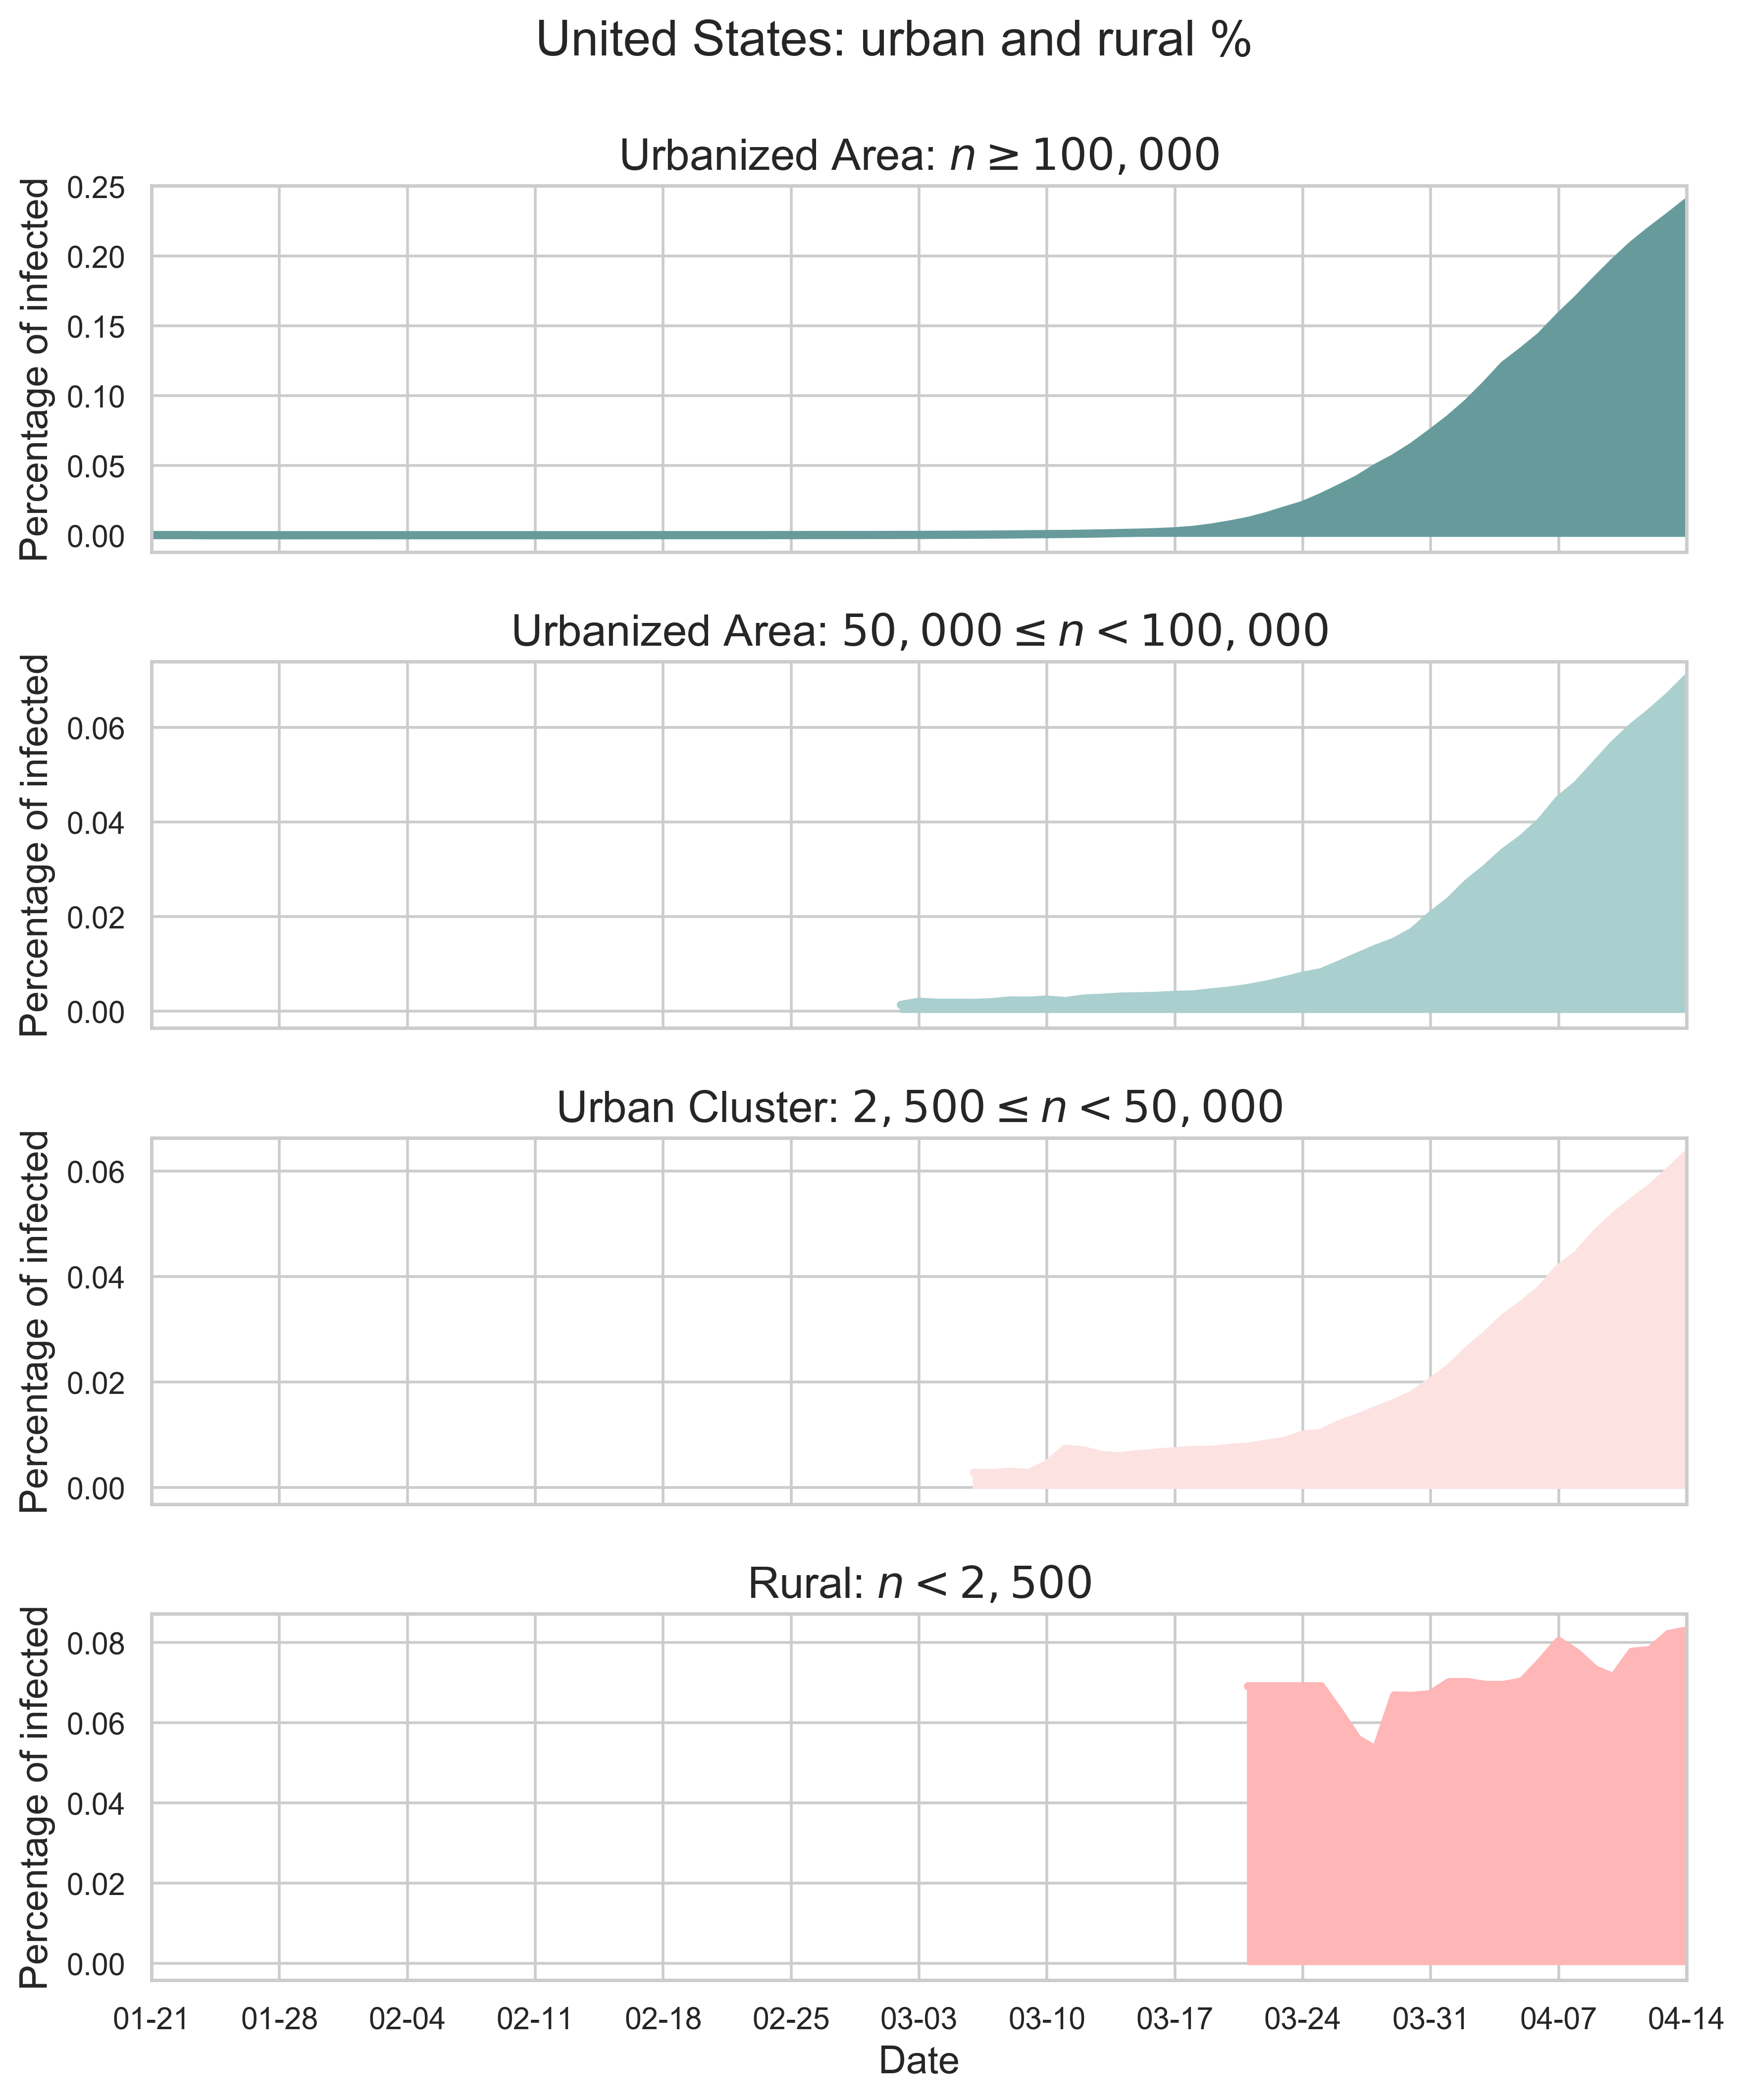 United States: urban and rural %
Urbanized Area: n ≥ 100,000
Percentage of infected
0.25
0.20
0.15
0.10
0.05
0.00
Urbanized Area: 50,000 ≤ n < 100,000
Percentage of infected
0.06
0.04
0.02
0.00
Urban Cluster: 2,500 ≤ n < 50,000
Percentage of infected
0.06
0.04
0.02
0.00
Rural: n < 2,500
Percentage of infected
0.08
0.06
0.04
0.02
0.00
01-21 01-28 02-04 02-11 02-18 02-25 03-03 03-10 03-17 03-24 03-31 04-07 04-14
Date